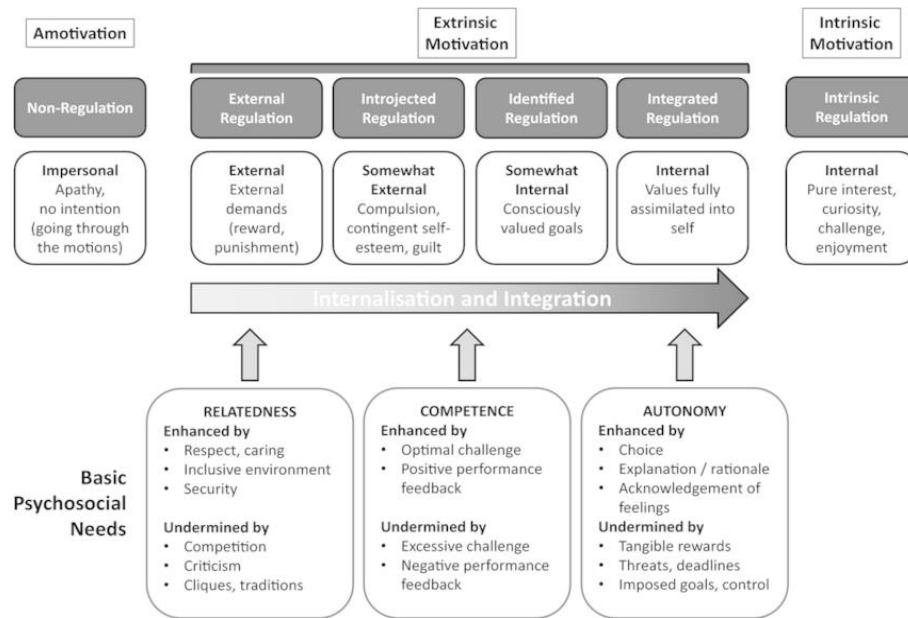 Amotivation
Extrinsic
Motivation
Intrinsic
Motivation
Non-Regulation
External
Regulation
Introjected
Regulation
Identified
Regulation
Integrated
Regulation
Intrinsic
Regulation
Impersonal
Apathy,
no intention
(going through
the motions)
External
External
demands
(reward,
punishment)
Somewhat
External
Compulsion,
contingent self-
esteem, guilt
Somewhat
Internal
Consciously
valued goals
Internal
Values fully
assimilated into
self
Internal
Pure interest,
curiosity,
challenge,
enjoyment
Internalisation and Integration
Basic
Psychosocial
Needs
RELATEDNESS
Enhanced by
• Respect, caring
• Inclusive environment
• Security
Undermined by
• Competition
• Criticism
• Cliques, traditions
COMPETENCE
Enhanced by
• Optimal challenge
• Positive performance
feedback
Undermined by
• Excessive challenge
• Negative performance
feedback
AUTONOMY
Enhanced by
• Choice
• Explanation / rationale
• Acknowledgement of
feelings
Undermined by
• Tangible rewards
• Threats, deadlines
• Imposed goals, control